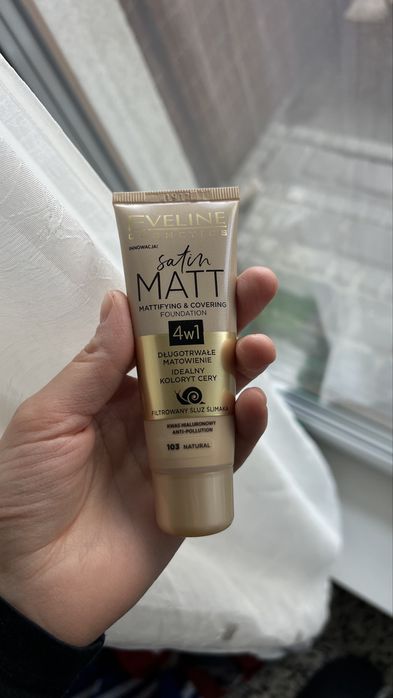 EVELINE
COSMETICS
INNOWACJA!
satin
MATT
MATTIFYING & COVERING
FOUNDATION
4w1
DŁUGOTRWAŁE
MATOWIENIE
IDEALNY
KOLORYT CERY
FILTROWANY ŚLUZ ŚLIMAKA
KWAS HIALURONOWY
ANTI-POLLUTION
103 NATURAL